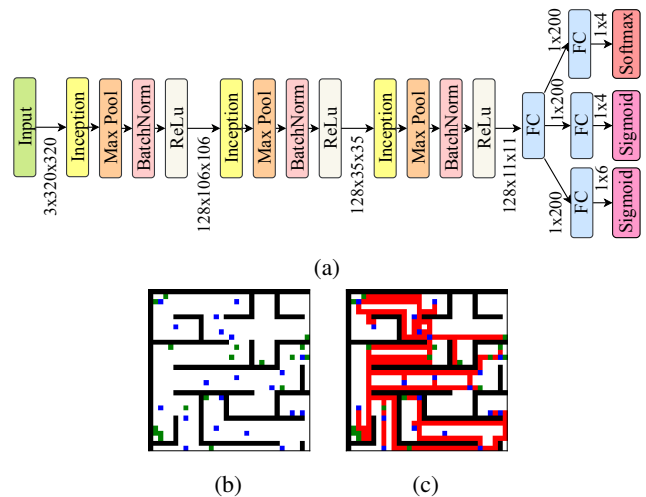 Input
3x320x320
Inception
Max Pool
BatchNorm
ReLu
128x106x106
Inception
Max Pool
BatchNorm
ReLu
128x35x35
Inception
Max Pool
BatchNorm
ReLu
128x11x11
FC
1x200
FC
1x4
Softmax
1x200
FC
1x4
Sigmoid
1x200
FC
1x6
Sigmoid
(a)
(b)
(c)